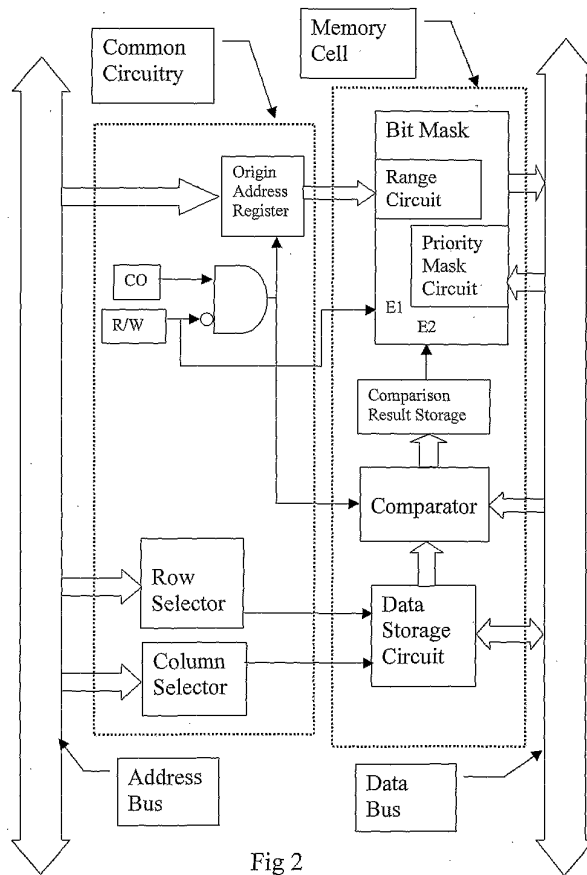 Common
Circuitry
Memory
Cell
Bit Mask
Origin
Address
Register
Range
Circuit
Priority
Mask
Circuit
CO
R/W
E1
E2
Comparison
Result Storage
Comparator
Row
Selector
Data
Storage
Circuit
Column
Selector
Address
Bus
Data
Bus
Fig 2